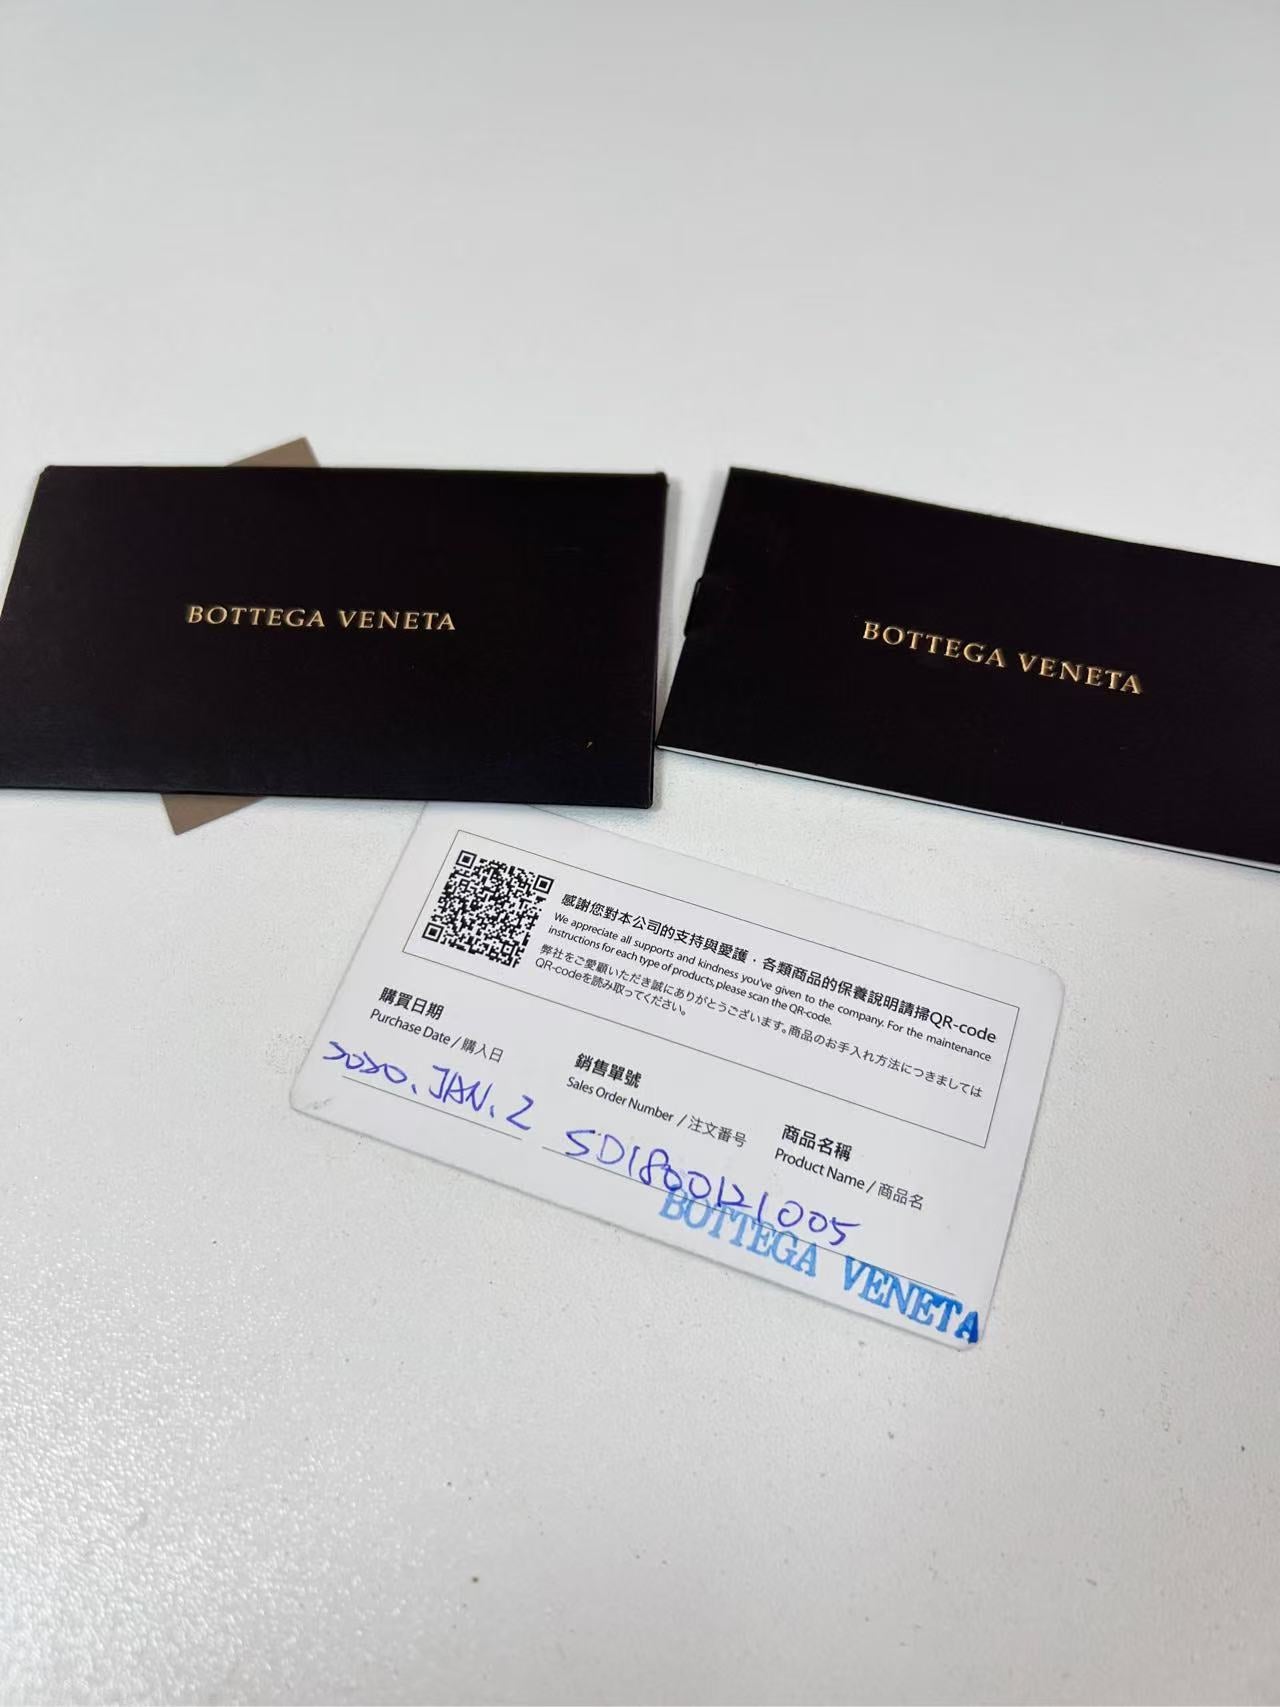 BOTTEGA VENETA
BOTTEGA VENETA
感謝您對本公司的支持與愛護．各類商品的保養說明請掃QR-code
We appreciate all supports and kindness you've given to the company. For the maintenance
instructions for each type of products, please scan the QR-code.
弊社をご愛顧いただき誠にありがとうございます。商品のお手入れ方法につきましては
QR-codeを読み取ってください。
購買日期
Purchase Date / 購入日
2020. JAN. 2
銷售單號
Sales Order Number / 注文番号
SD1800121005
商品名稱
Product Name / 商品名
BOTTEGA VENETA